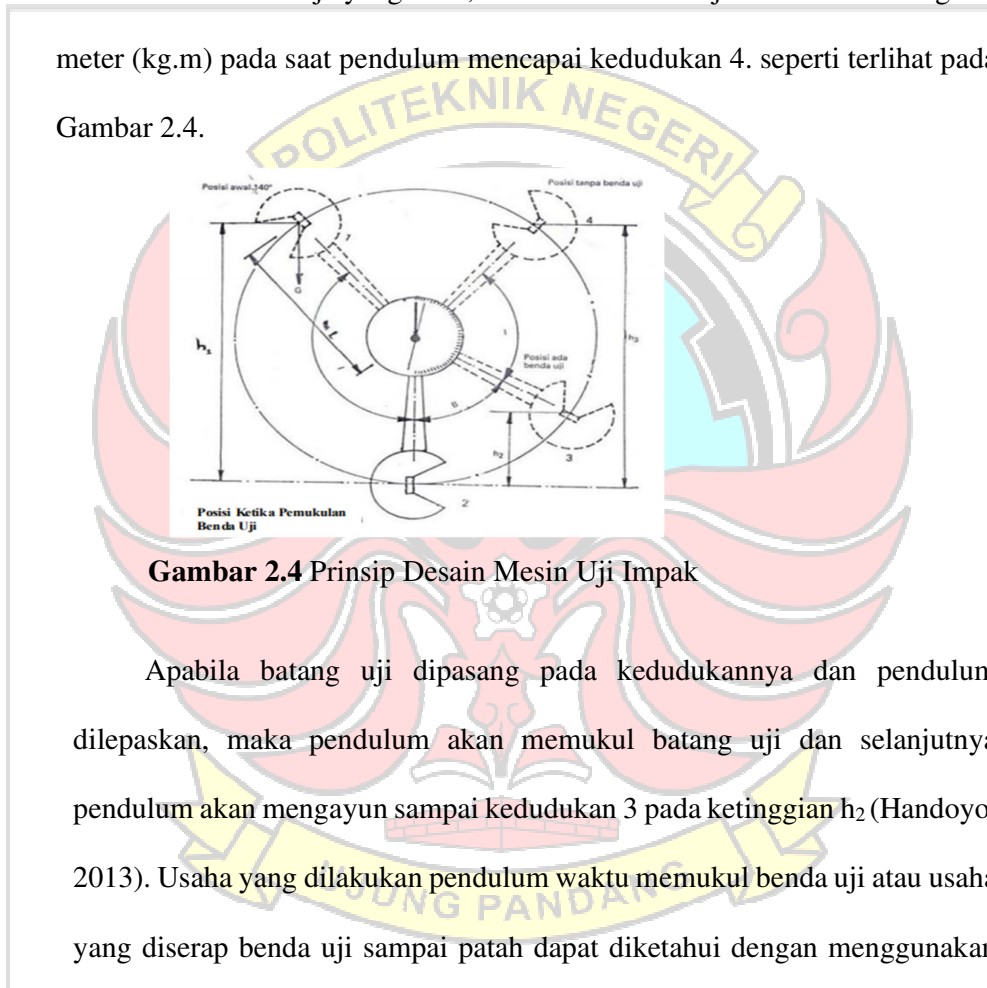 meter (kg.m) pada saat pendulum mencapai kedudukan 4. seperti terlihat pada
Gambar 2.4.
POLITEKNIK NEGERI
Posisi awal 140°
Posisi tanpa benda uji
1
4
G
h₁
h₃
Posisi ada
benda uji
B
h₂
3
2
Posisi Ketika Pemukulan
Benda Uji
Gambar 2.4 Prinsip Desain Mesin Uji Impak
Apabila batang uji dipasang pada kedudukannya dan pendulum
dilepaskan, maka pendulum akan memukul batang uji dan selanjutnya
pendulum akan mengayun sampai kedudukan 3 pada ketinggian h₂ (Handoyo
2013). Usaha yang dilakukan pendulum waktu memukul benda uji atau usaha
UJUNG PANDANG
yang diserap benda uji sampai patah dapat diketahui dengan menggunakan